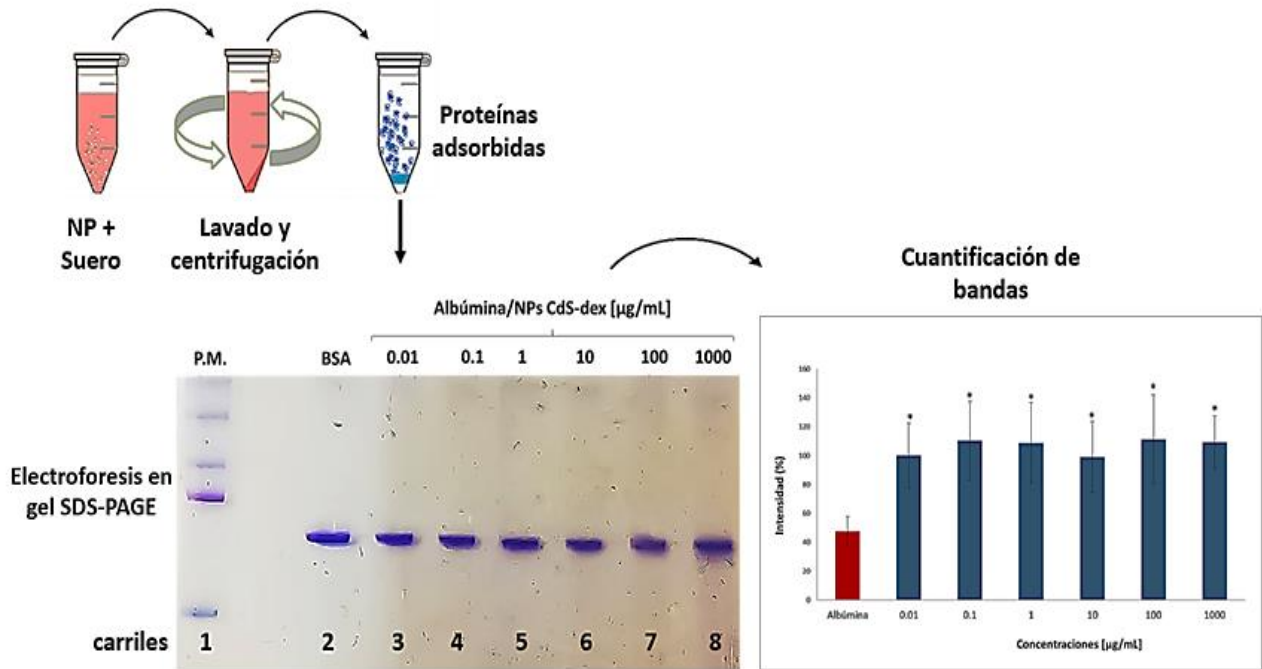 NP +
Suero
Lavado y
centrifugación
Proteínas
adsorbidas
Albúmina/NPs CdS-dex [µg/mL]
P.M. BSA 0.01 0.1 1 10 100 1000
Electroforesis en
gel SDS-PAGE
carriles 1 2 3 4 5 6 7 8
Cuantificación de
bandas
Intensidad (%)
160
140
120
100
80
60
40
20
0
* * * * * *
Albúmina 0.01 0.1 1 10 100 1000
Concentraciones [µg/mL]